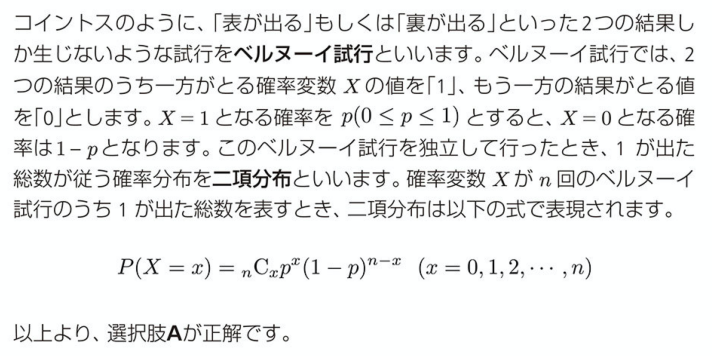 コイントスのように、「表が出る」もしくは「裏が出る」といった2つの結果し
か生じないような試行をベルヌーイ試行といいます。ベルヌーイ試行では、2
つの結果のうち一方がとる確率変数 X の値を「1」、もう一方の結果がとる値
を「0」とします。X = 1 となる確率を p(0 ≤ p ≤ 1) とすると、X = 0 となる確
率は 1 − p となります。このベルヌーイ試行を独立して行ったとき、1 が出た
総数が従う確率分布を二項分布といいます。確率変数 X が n 回のベルヌーイ
試行のうち 1 が出た総数を表すとき、二項分布は以下の式で表現されます。
P(X = x) = ₙCₓpˣ(1 − p)ⁿ⁻ˣ (x = 0, 1, 2, ⋯ , n)
以上より、選択肢Aが正解です。